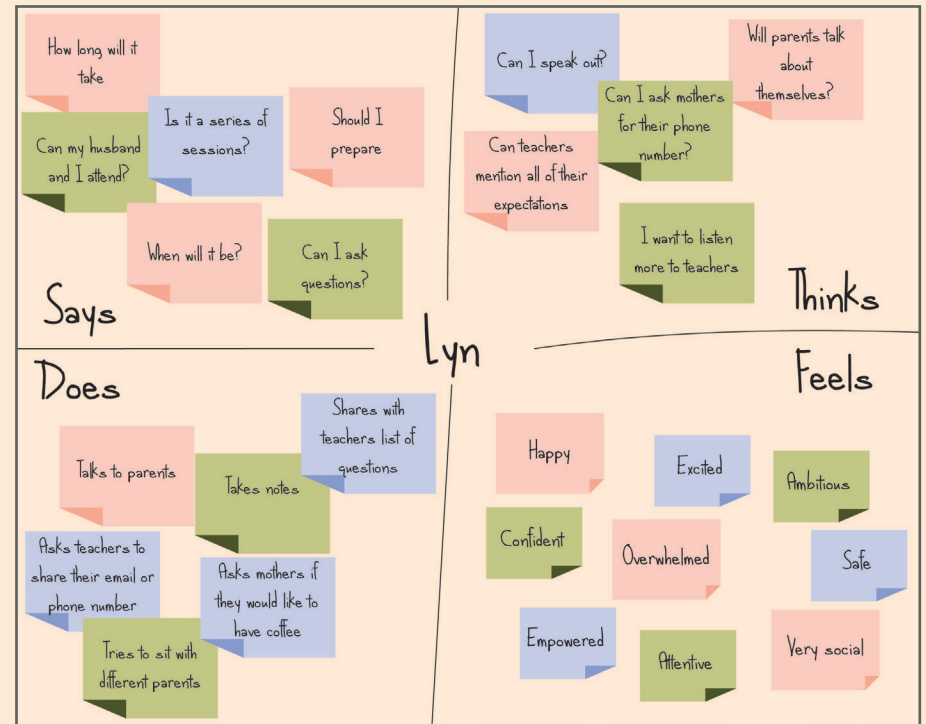 How long will it
take
Can my husband
and I attend?
Is it a series of
sessions?
Should I
prepare
When will it be?
Can I ask
questions?
Says
Can I speak out?
Can I ask mothers
for their phone
number?
Will parents talk
about
themselves?
Can teachers
mention all of their
expectations
I want to listen
more to teachers
Thinks
Lyn
Does
Talks to parents
Takes notes
Shares with
teachers list of
questions
Asks teachers to
share their email or
phone number
Asks mothers if
they would like to
have coffee
Tries to sit with
different parents
Feels
Happy
Excited
Ambitious
Confident
Overwhelmed
Safe
Empowered
Attentive
Very social